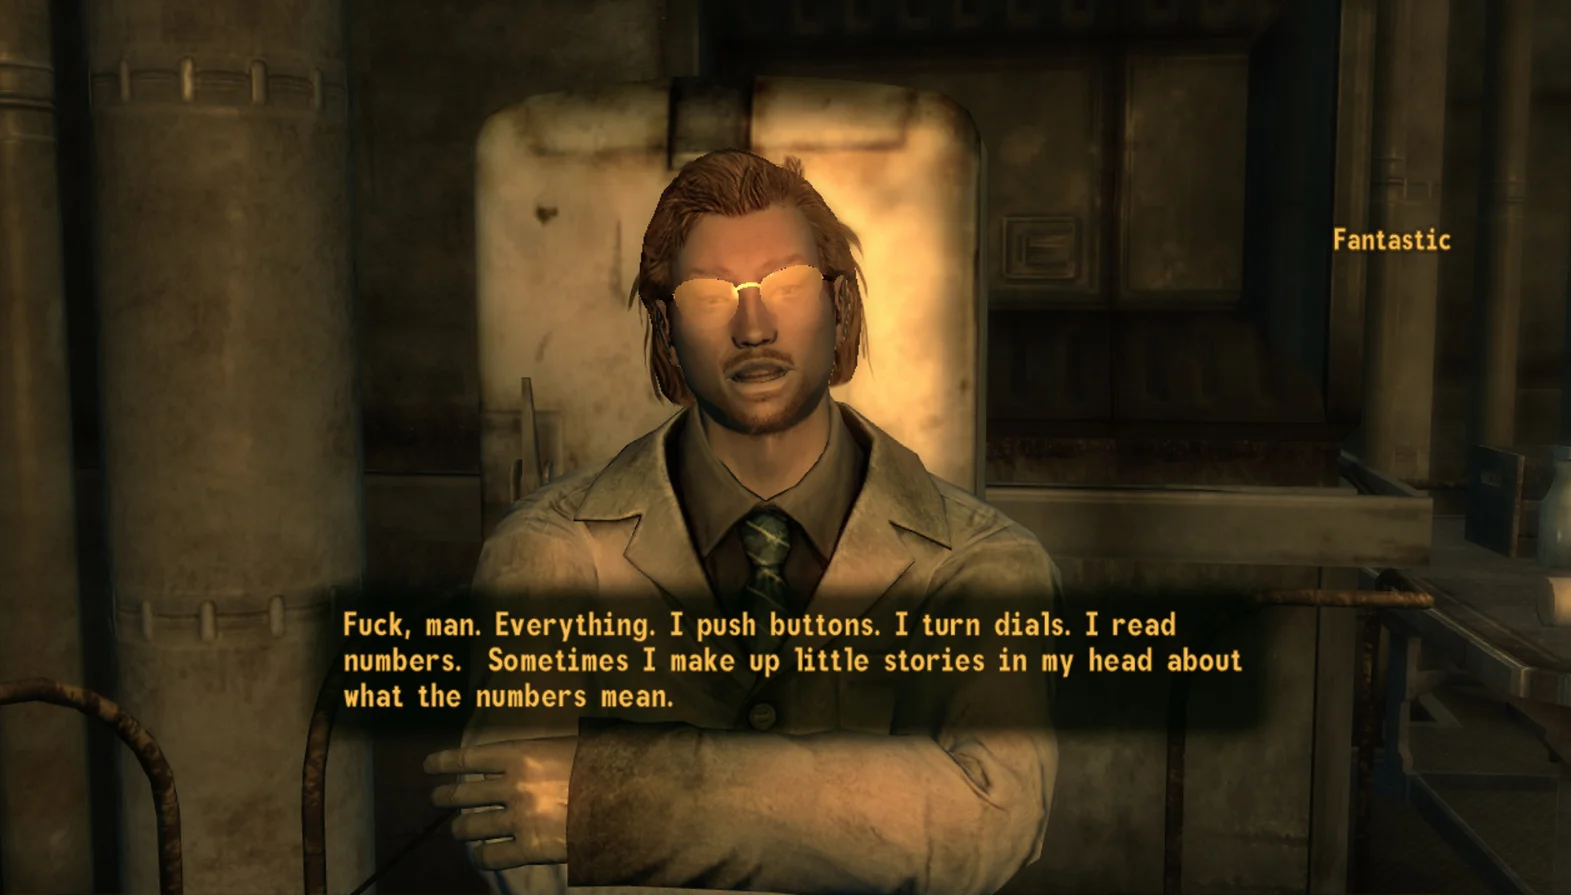 Fantastic
Fuck, man. Everything. I push buttons. I turn dials. I read
numbers.  Sometimes I make up little stories in my head about
what the numbers mean.